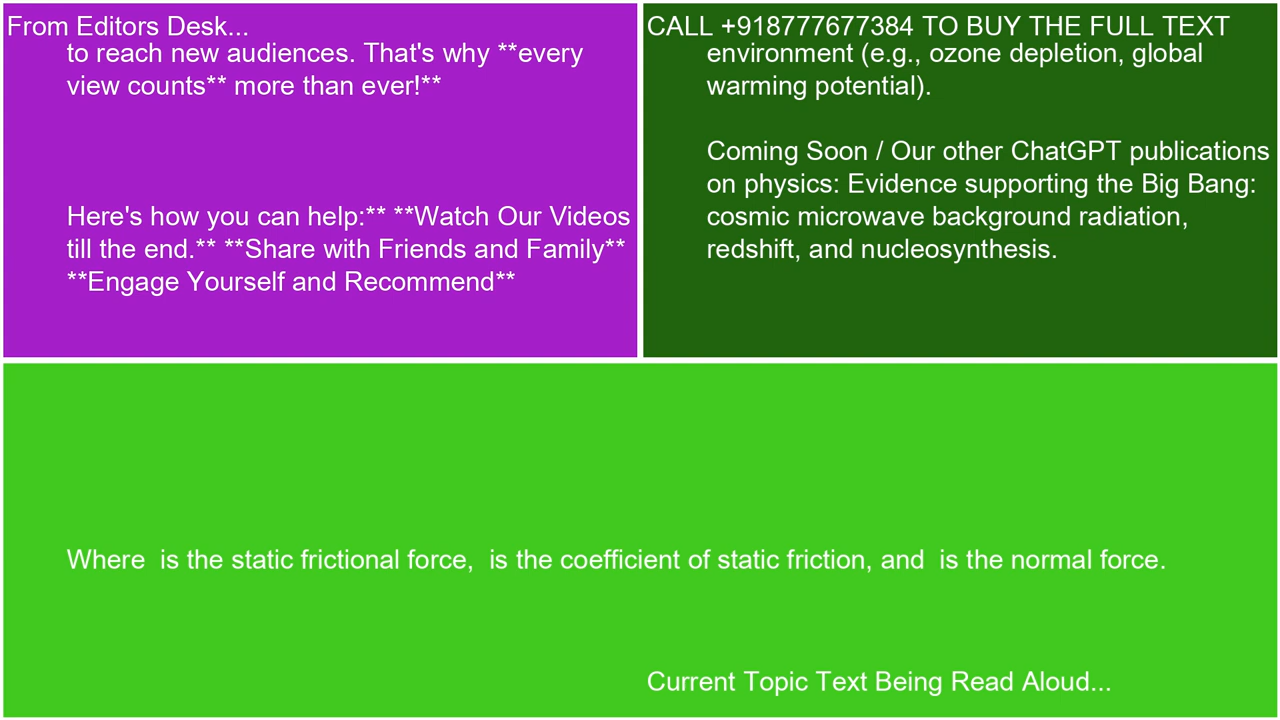 From Editors Desk...
to reach new audiences. That's why **every
view counts** more than ever!**
Here's how you can help:** **Watch Our Videos
till the end.** **Share with Friends and Family**
**Engage Yourself and Recommend**
CALL +918777677384 TO BUY THE FULL TEXT
environment (e.g., ozone depletion, global
warming potential).
Coming Soon / Our other ChatGPT publications
on physics: Evidence supporting the Big Bang:
cosmic microwave background radiation,
redshift, and nucleosynthesis.
Where  is the static frictional force,  is the coefficient of static friction, and  is the normal force.
Current Topic Text Being Read Aloud...